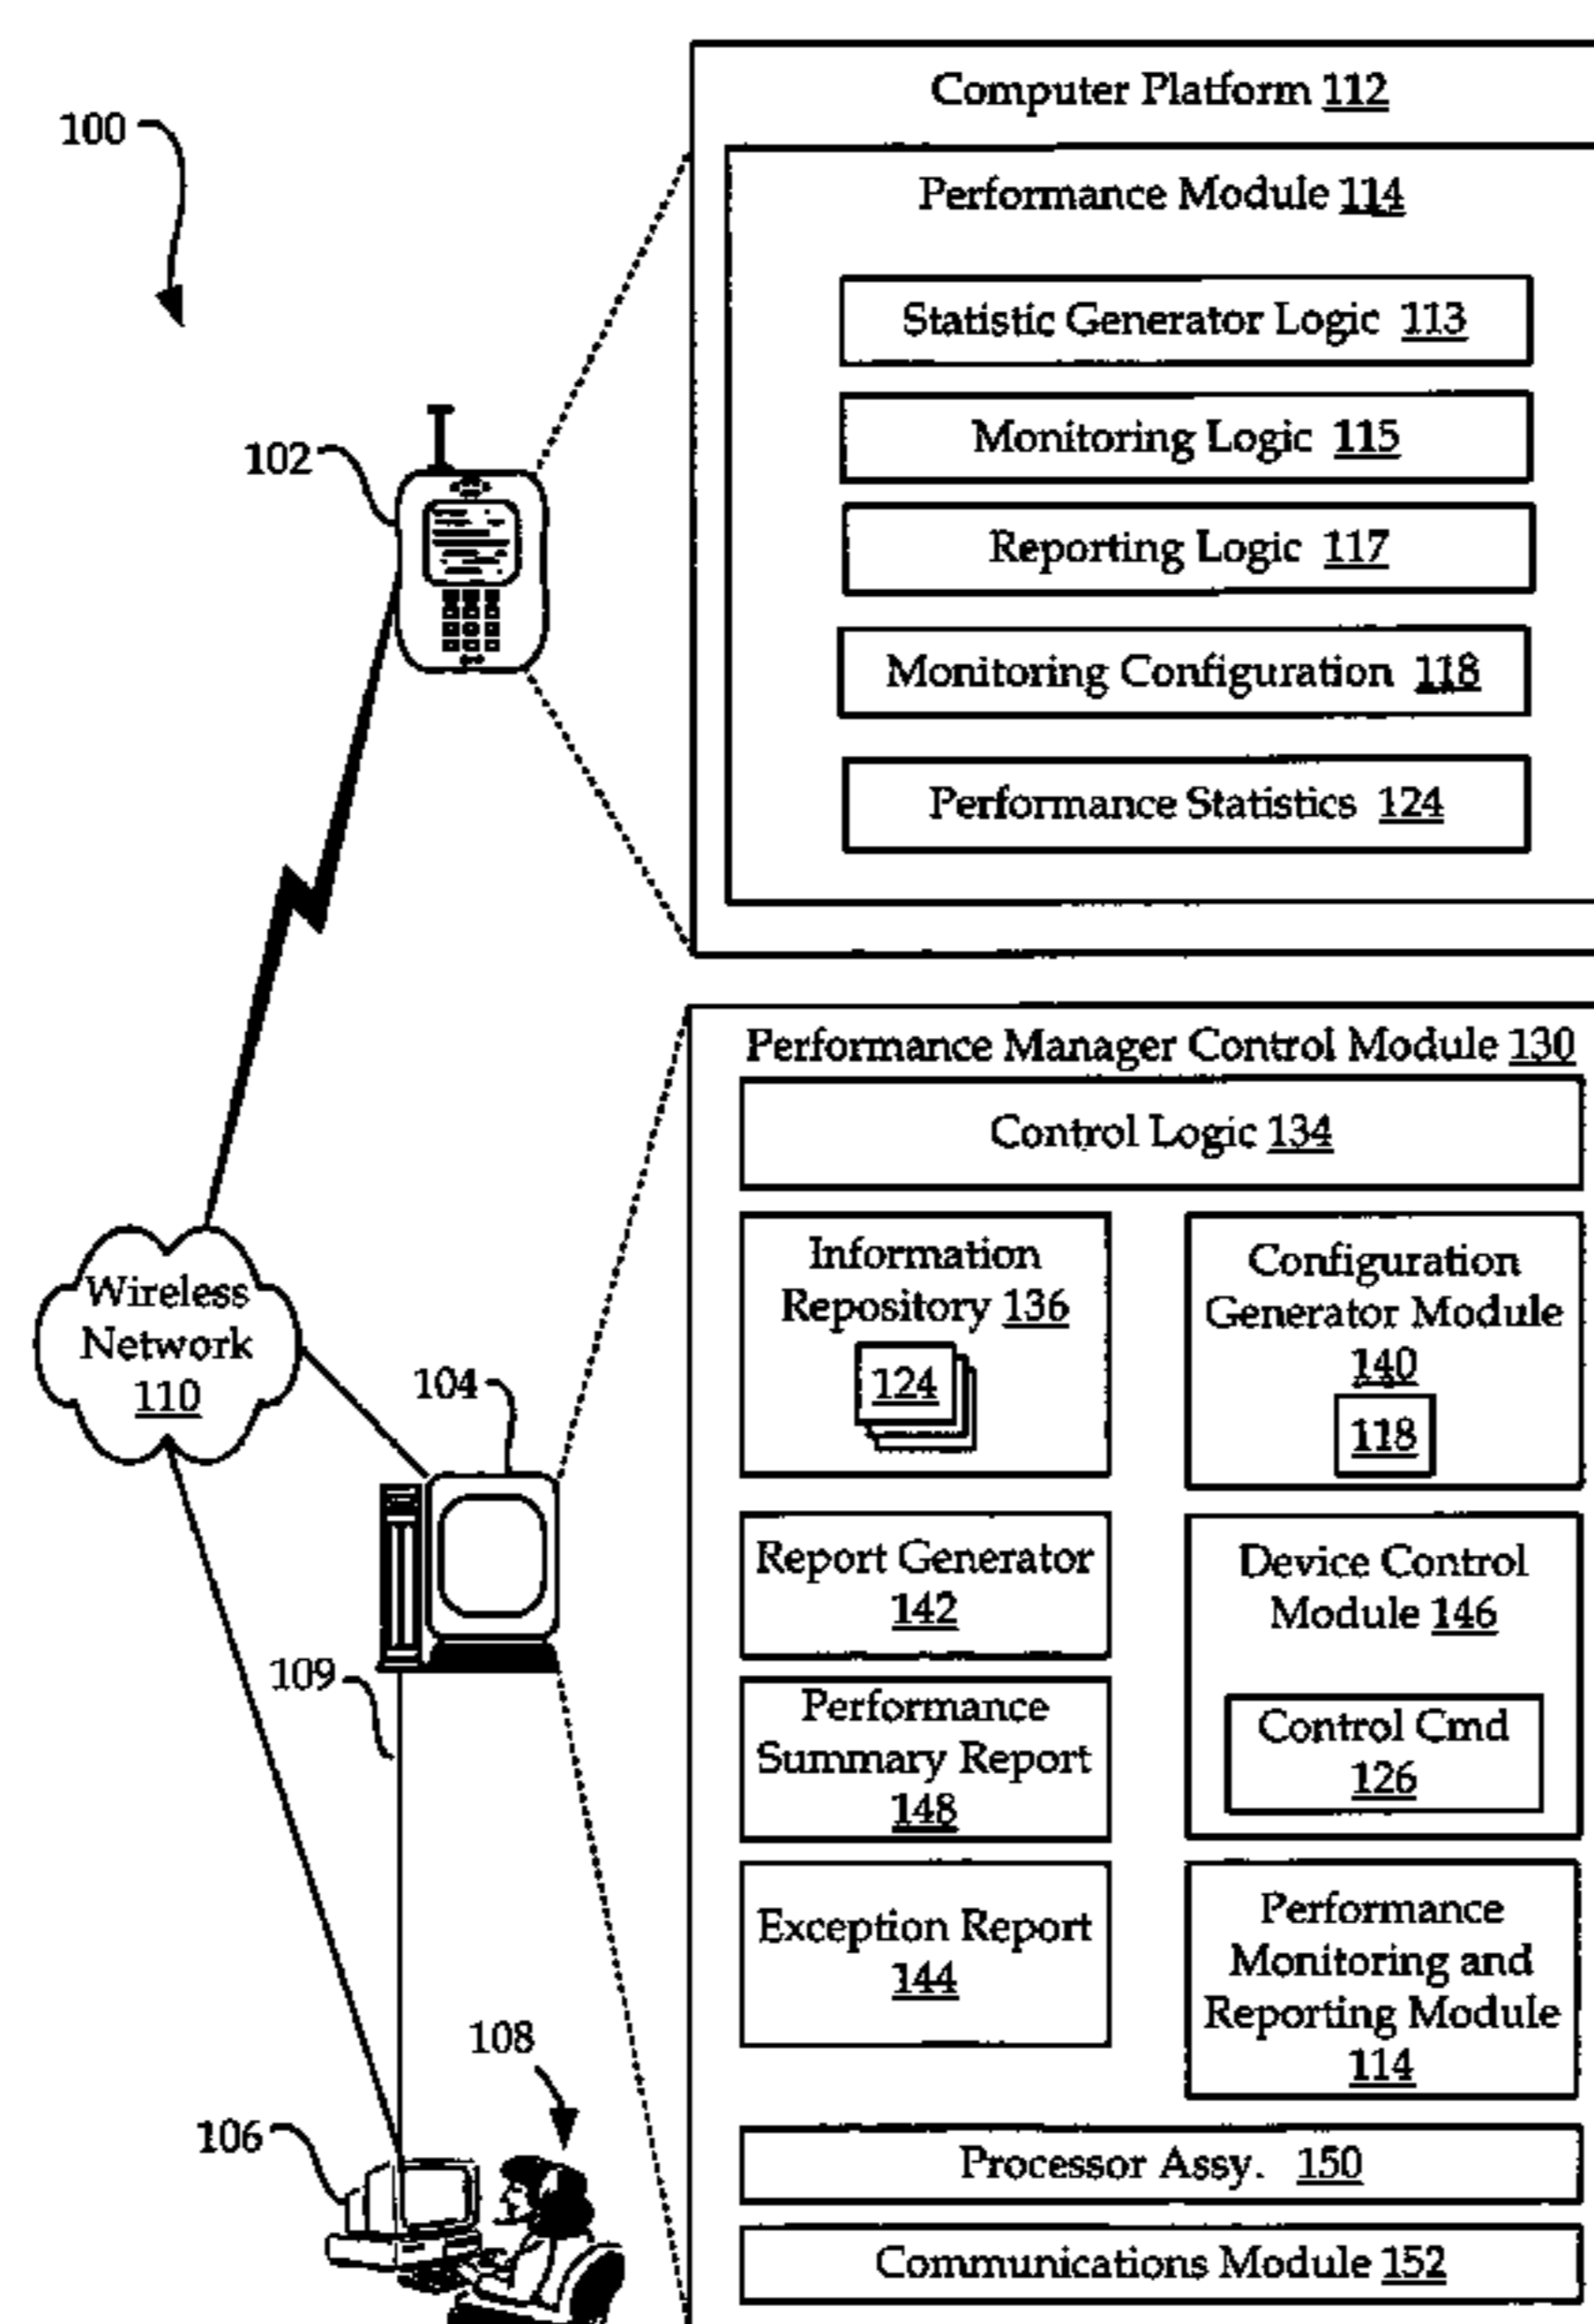 100
Computer Platform 112
Performance Module 114
Statistic Generator Logic 113
Monitoring Logic 115
Reporting Logic 117
Monitoring Configuration 118
Performance Statistics 124
102
Performance Manager Control Module 130
Control Logic 134
Information
Repository 136
124
Configuration
Generator Module
140
118
Wireless
Network
110
104
Report Generator
142
Device Control
Module 146
Control Cmd
126
109
Performance
Summary Report
148
Exception Report
144
Performance
Monitoring and
Reporting Module
114
108
106
Processor Assy. 150
Communications Module 152